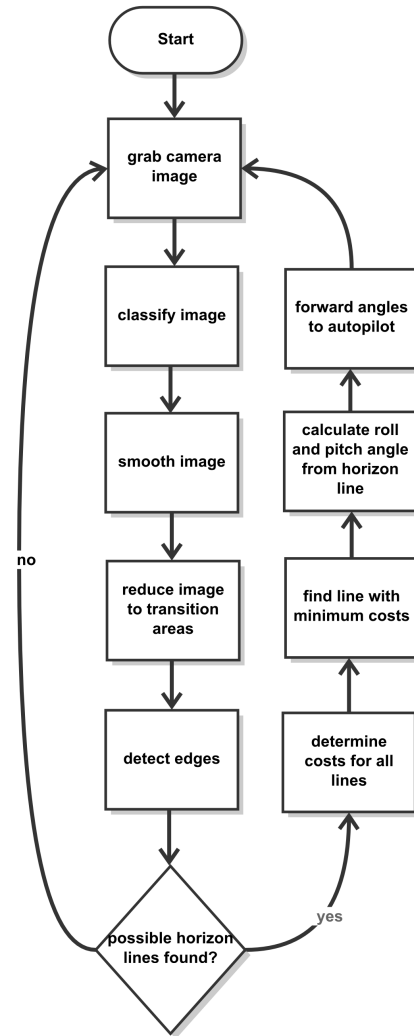 Start
grab camera
image
classify image
smooth image
reduce image
to transition
areas
detect edges
possible horizon
lines found?
no
yes
determine
costs for all
lines
find line with
minimum costs
calculate roll
and pitch angle
from horizon
line
forward angles
to autopilot